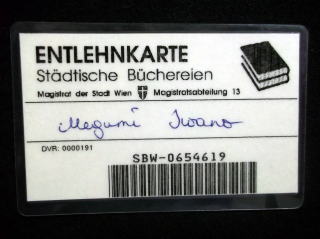 ENTLEHNKARTE
Städtische Büchereien
Magistrat der Stadt Wien Magistratsabteilung 13
Megumi Iwano
DVR: 0000191
SBW-0654619